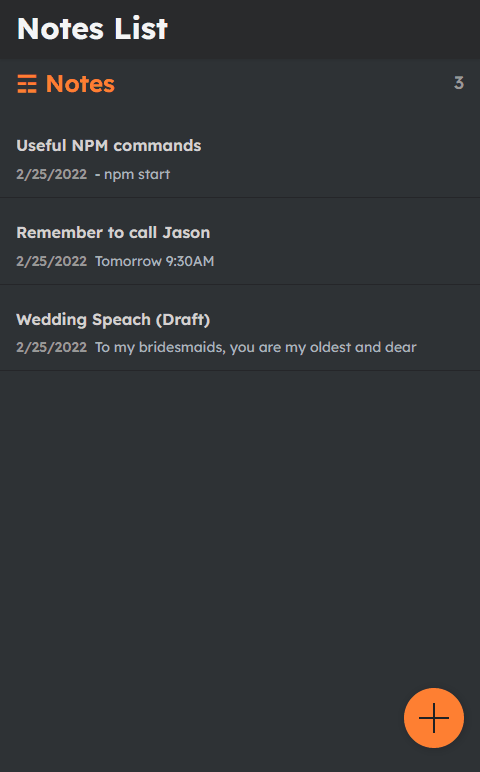 Notes List
☶ Notes 3
Useful NPM commands
2/25/2022 - npm start
Remember to call Jason
2/25/2022 Tomorrow 9:30AM
Wedding Speach (Draft)
2/25/2022 To my bridesmaids, you are my oldest and dear